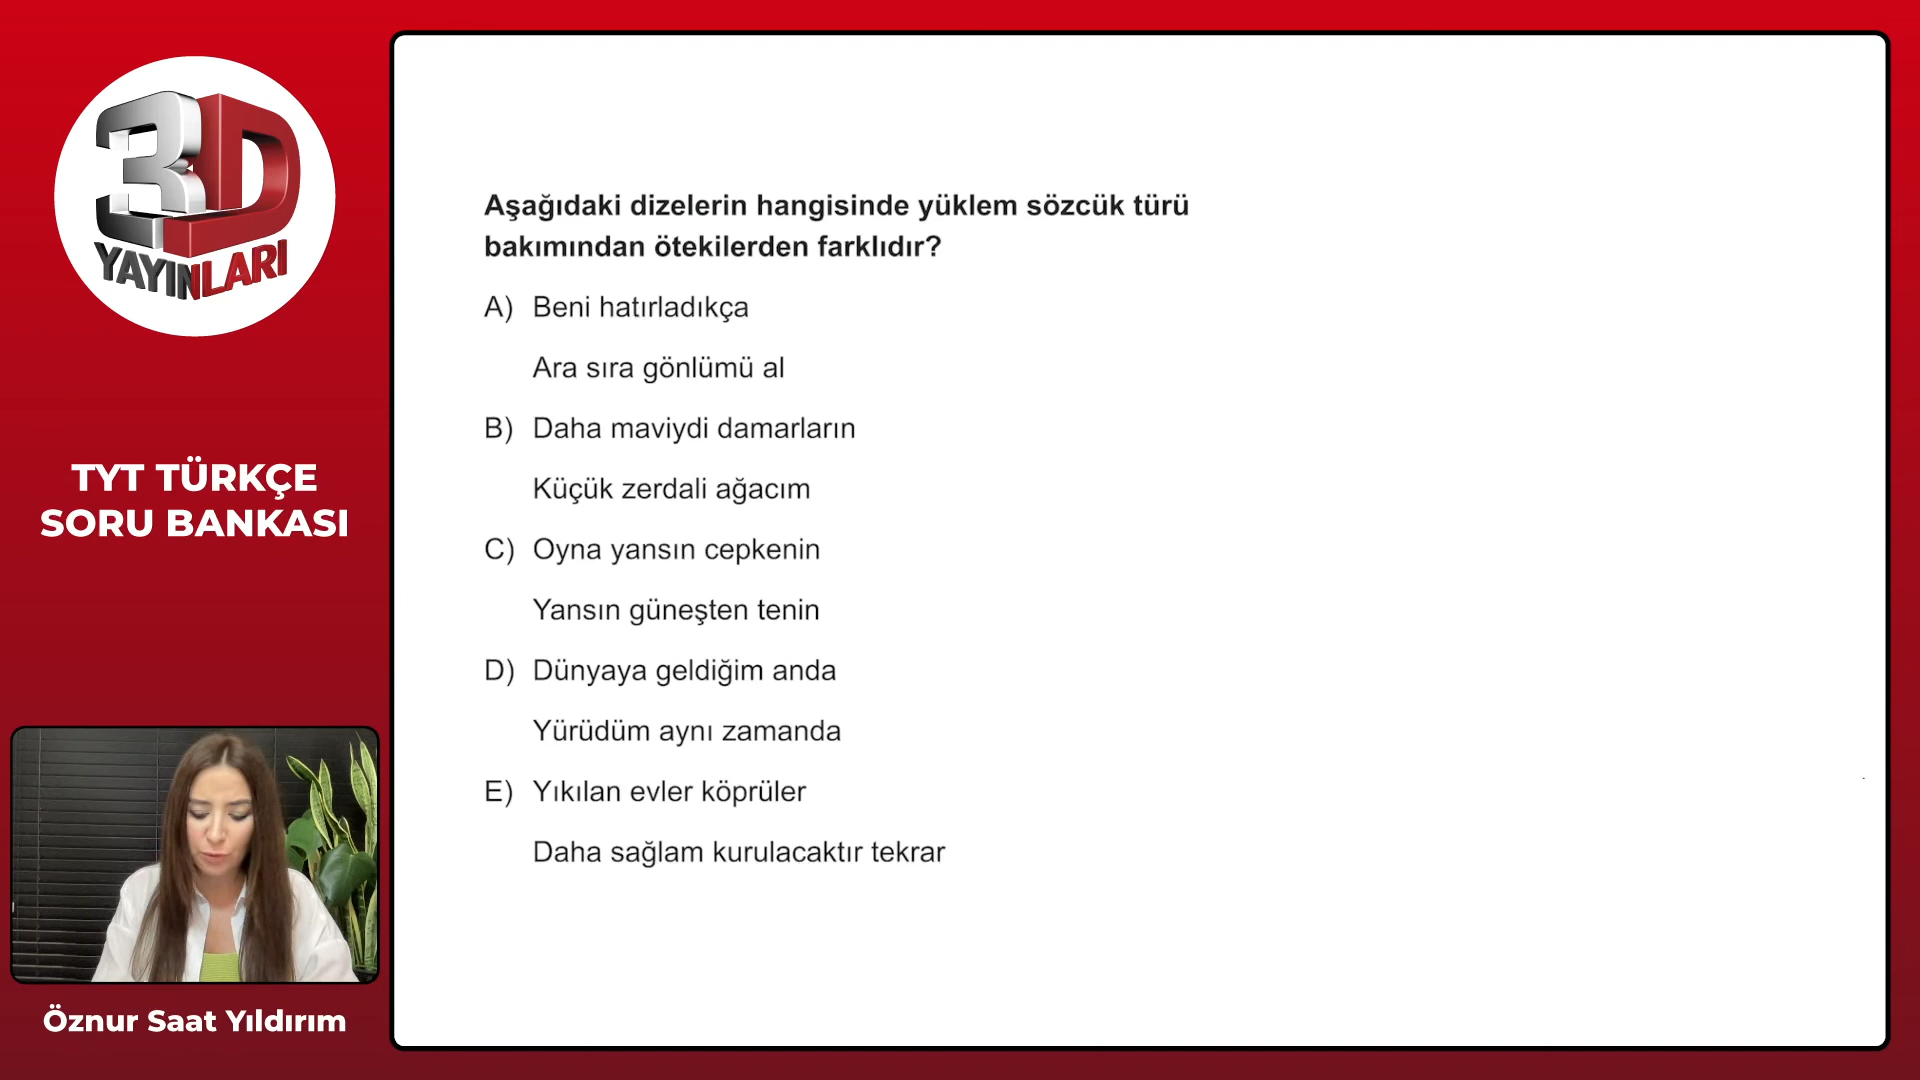 3D
YAYINLARI
TYT TÜRKÇE
SORU BANKASI
Öznur Saat Yıldırım
Aşağıdaki dizelerin hangisinde yüklem sözcük türü
bakımından ötekilerden farklıdır?
A) Beni hatırladıkça
Ara sıra gönlümü al
B) Daha maviydi damarların
Küçük zerdali ağacım
C) Oyna yansın cepkenin
Yansın güneşten tenin
D) Dünyaya geldiğim anda
Yürüdüm aynı zamanda
E) Yıkılan evler köprüler
Daha sağlam kurulacaktır tekrar